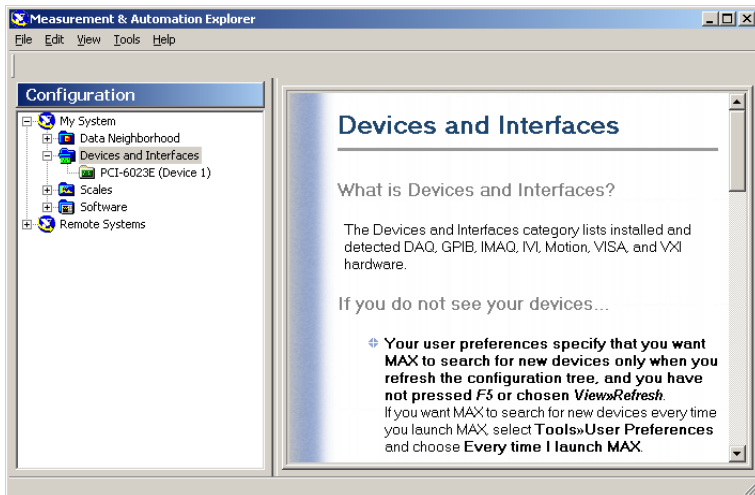 Measurement & Automation Explorer
File Edit View Tools Help
Configuration
My System
Data Neighborhood
Devices and Interfaces
PCI-6023E (Device 1)
Scales
Software
Remote Systems
Devices and Interfaces
What is Devices and Interfaces?
The Devices and Interfaces category lists installed and
detected DAQ, GPIB, IMAQ, IVI, Motion, VISA, and VXI
hardware.
If you do not see your devices...
Your user preferences specify that you want
MAX to search for new devices only when you
refresh the configuration tree, and you have
not pressed F5 or chosen View»Refresh.
If you want MAX to search for new devices every time
you launch MAX, select Tools»User Preferences
and choose Every time I launch MAX.